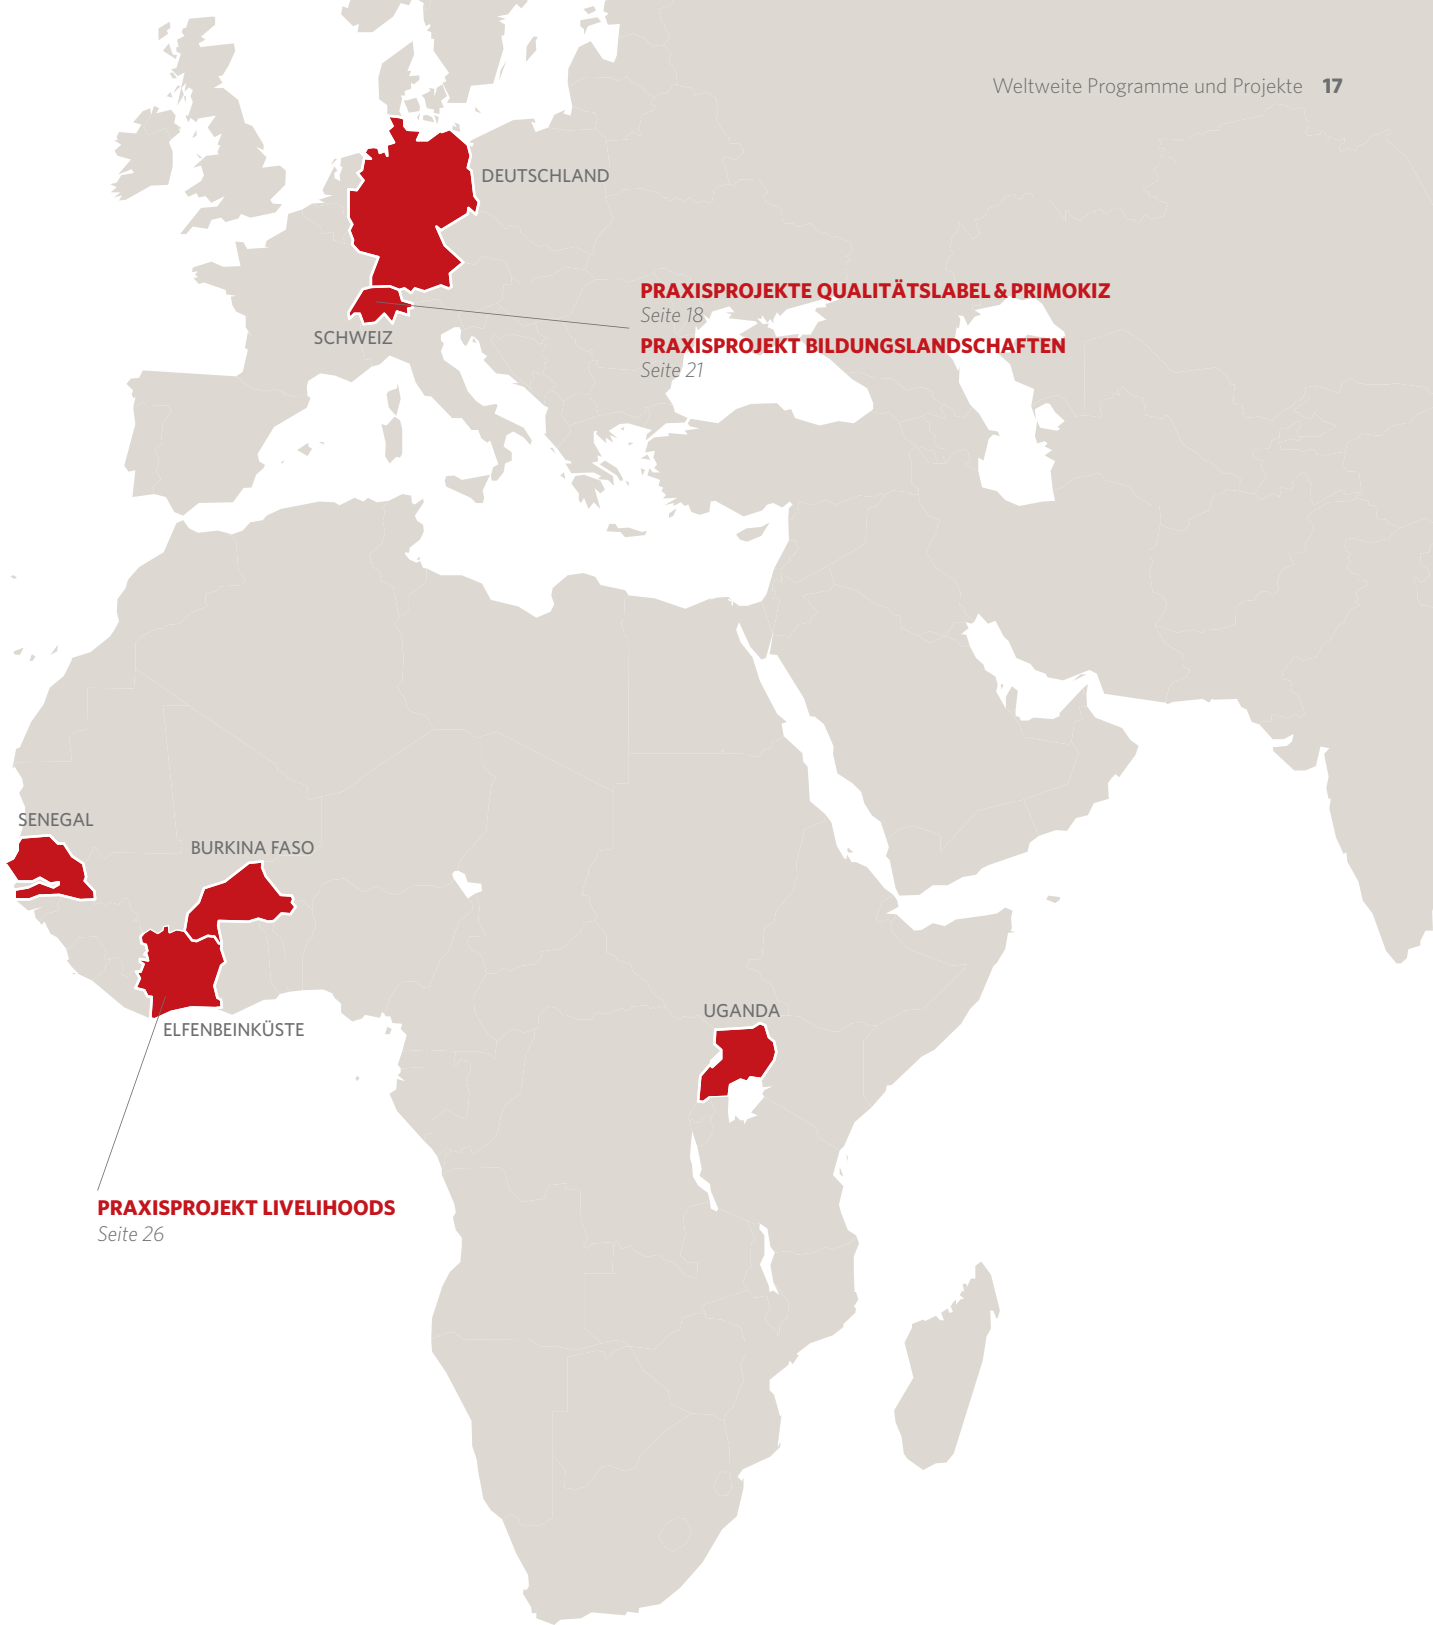 Weltweite Programme und Projekte 17
DEUTSCHLAND
PRAXISPROJEKTE QUALITÄTSLABEL & PRIMOKIZ
Seite 18
SCHWEIZ
PRAXISPROJEKT BILDUNGSLANDSCHAFTEN
Seite 21
SENEGAL
BURKINA FASO
UGANDA
ELFENBEINKÜSTE
PRAXISPROJEKT LIVELIHOODS
Seite 26